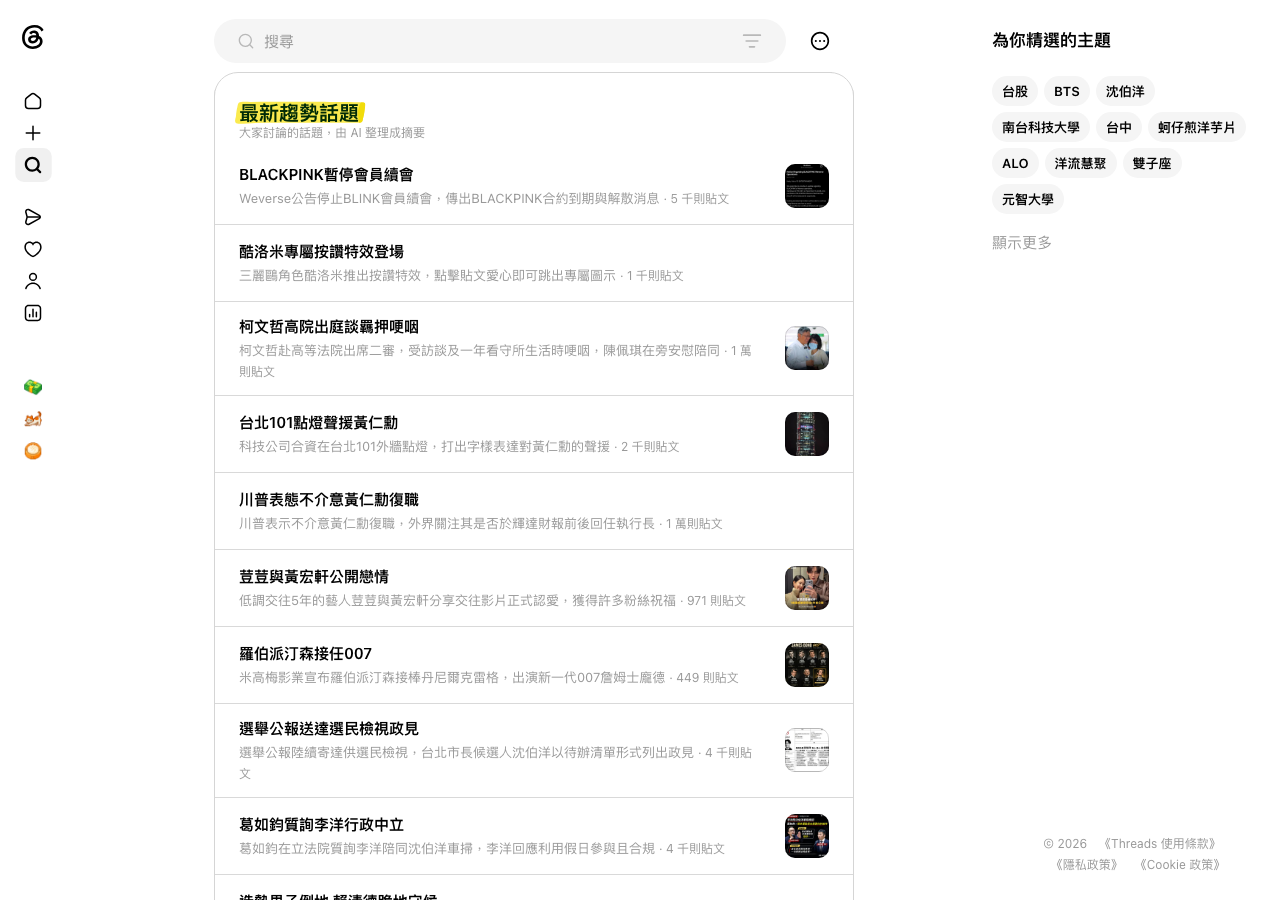 搜尋
最新趨勢話題
大家討論的話題，由 AI 整理成摘要
BLACKPINK暫停會員續會
Weverse公告停止BLINK會員續會，傳出BLACKPINK合約到期與解散消息 · 5 千則貼文
酷洛米專屬按讚特效登場
三麗鷗角色酷洛米推出按讚特效，點擊貼文愛心即可跳出專屬圖示 · 1 千則貼文
柯文哲高院出庭談羈押哽咽
柯文哲赴高等法院出席二審，受訪談及一年看守所生活時哽咽，陳佩琪在旁安慰陪同 · 1 萬
則貼文
台北101點燈聲援黃仁勳
科技公司合資在台北101外牆點燈，打出字樣表達對黃仁勳的聲援 · 2 千則貼文
川普表態不介意黃仁勳復職
川普表示不介意黃仁勳復職，外界關注其是否於輝達財報前後回任執行長 · 1 萬則貼文
荳荳與黃宏軒公開戀情
低調交往5年的藝人荳荳與黃宏軒分享交往影片正式認愛，獲得許多粉絲祝福 · 971 則貼文
羅伯派汀森接任007
米高梅影業宣布羅伯派汀森接棒丹尼爾克雷格，出演新一代007詹姆士龐德 · 449 則貼文
選舉公報送達選民檢視政見
選舉公報陸續寄達供選民檢視，台北市長候選人沈伯洋以待辦清單形式列出政見 · 4 千則貼
文
葛如鈞質詢李洋行政中立
葛如鈞在立法院質詢李洋陪同沈伯洋車掃，李洋回應利用假日參與且合規 · 4 千則貼文
為你精選的主題
台股 BTS 沈伯洋
南台科技大學 台中 蚵仔煎洋芋片
ALO 洋流慧聚 雙子座
元智大學
顯示更多
© 2026 《Threads 使用條款》
《隱私政策》 《Cookie 政策》